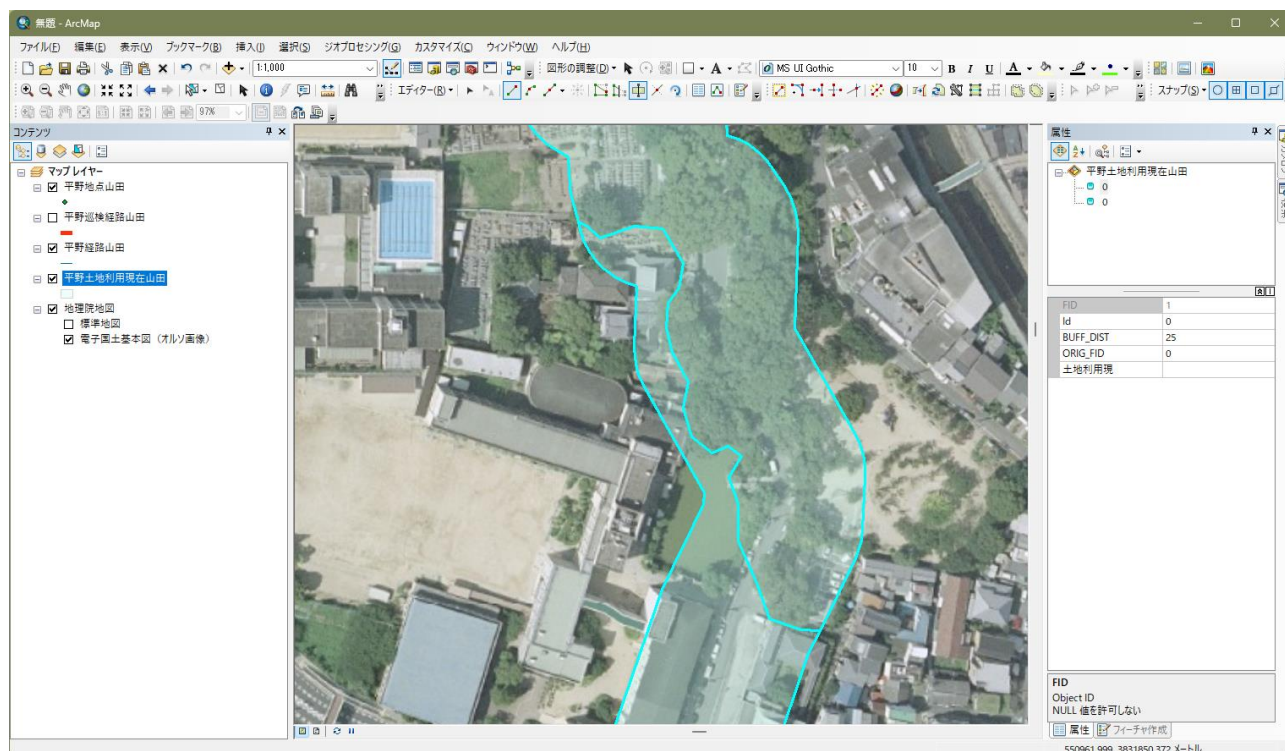 無題 - ArcMap
ファイル(F) 編集(E) 表示(V) ブックマーク(B) 挿入(I) 選択(S) ジオプロセシング(G) カスタマイズ(C) ウィンドウ(W) ヘルプ(H)
1:1,000 図形の調整(D) A MS UI Gothic 10 B I U A
エディター(R) スナップ(S)
97%
コンテンツ
マップ レイヤー
平野地点山田
平野巡検経路山田
平野経路山田
平野土地利用現在山田
地理院地図
標準地図
電子国土基本図（オルソ画像）
属性
平野土地利用現在山田
0
0
FID 1
Id 0
BUFF_DIST 25
ORIG_FID 0
土地利用現
FID
Object ID
NULL 値を許可しない
属性 フィーチャ作成
550961.999 3831850.372 メートル